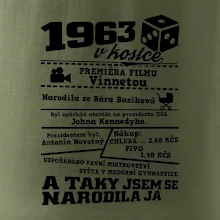 1963
v kostce
PREMIÉRA FILMU
Vinnetou
Narodila se Bára Basiková
Byl spáchán atentát na prezidenta USA
Johna Kennedyho.
Prezidentem byl:
Antonín Novotný
Nákup:
CHLEBA ... 2,60 KČS
PIVO
1,40 KČS
USPOŘÁDÁNO PRVNÍ MISTROVSTVÍ
SVĚTA V MODERNÍ GYMNASTICE.
A TAKY JSEM SE
NARODILA JÁ